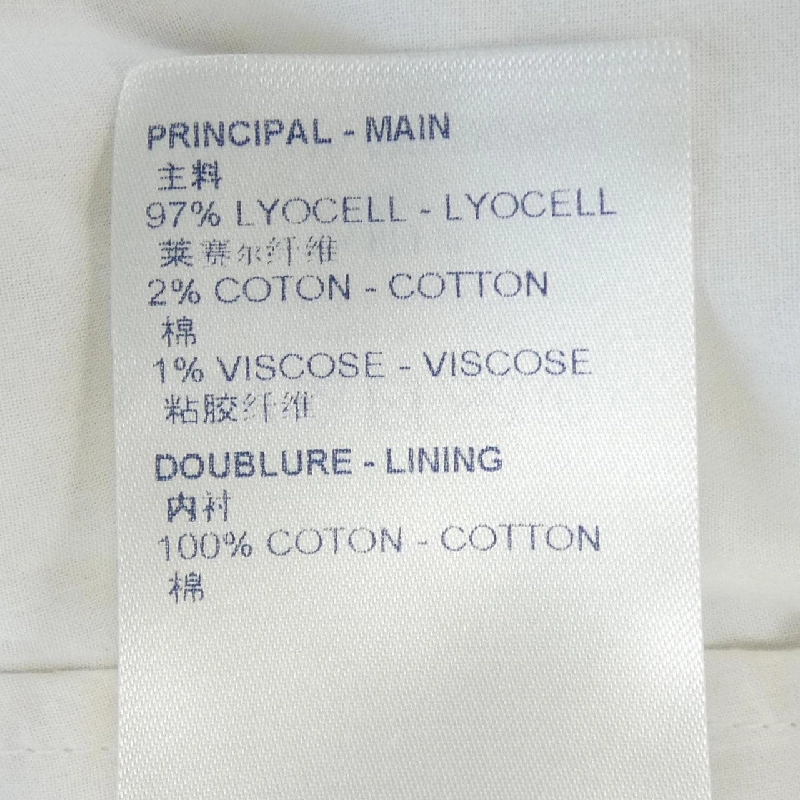 PRINCIPAL - MAIN
主料
97% LYOCELL - LYOCELL
莱赛尔纤维
2% COTON - COTTON
棉
1% VISCOSE - VISCOSE
粘胶纤维
DOUBLURE - LINING
内衬
100% COTON - COTTON
棉